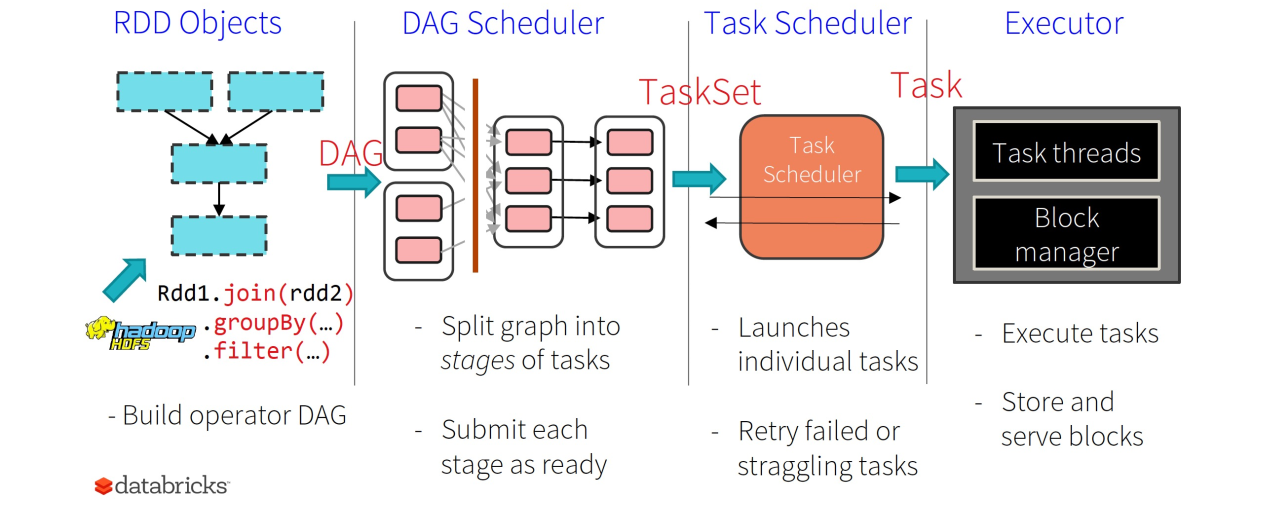 RDD Objects
DAG Scheduler
Task Scheduler
Executor
DAG
TaskSet
Task
Task
Scheduler
Task threads
Block
manager
Rdd1.join(rdd2)
.groupBy(…)
.filter(…)
hadoop
HDFS
- Build operator DAG
- Split graph into
stages of tasks
- Submit each
stage as ready
- Launches
individual tasks
- Retry failed or
straggling tasks
- Execute tasks
- Store and
serve blocks
databricks